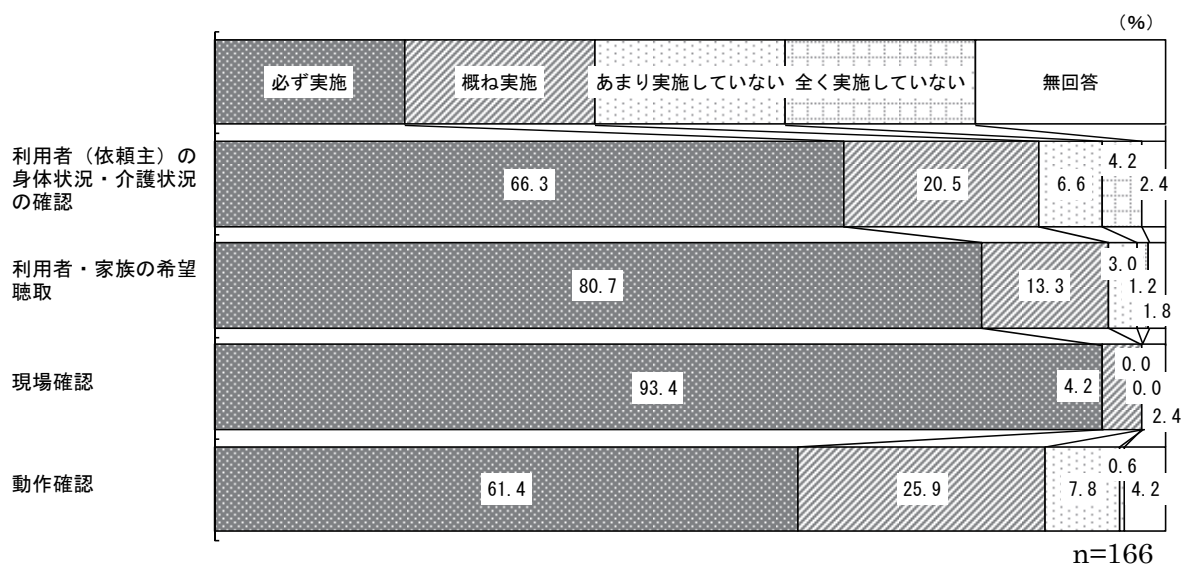 （%）
必ず実施 概ね実施 あまり実施していない 全く実施していない 無回答
利用者（依頼主）の
身体状況・介護状況
の確認
66.3 20.5 6.6 4.2 2.4
利用者・家族の希望
聴取
80.7 13.3 3.0 1.2 1.8
現場確認
93.4 4.2 0.0 0.0 2.4
動作確認
61.4 25.9 7.8 0.6 4.2
n=166